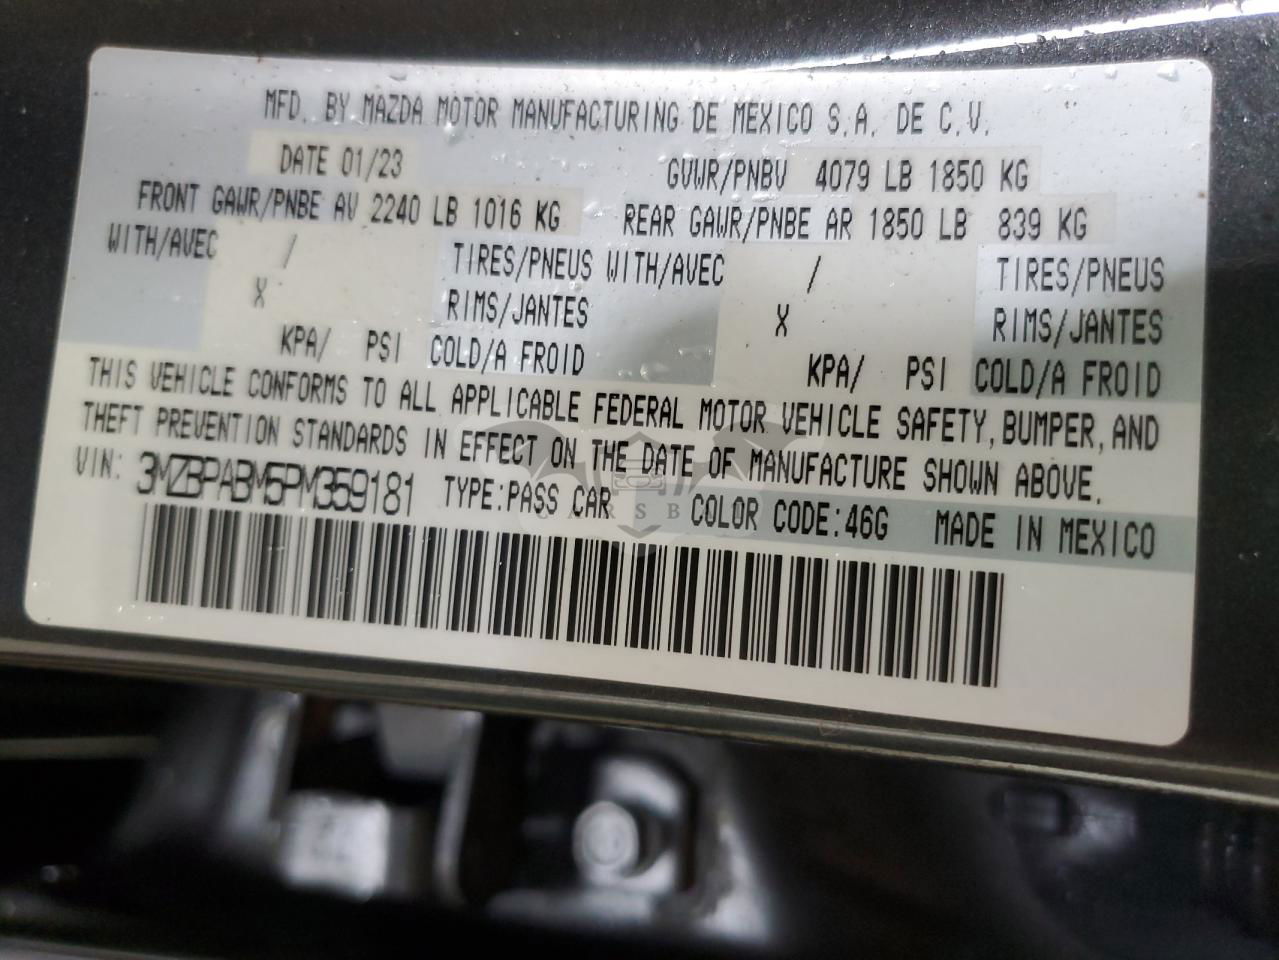 MFD. BY MAZDA MOTOR MANUFACTURING DE MEXICO S.A. DE C.V.
DATE 01/23 GVWR/PNBV 4079 LB 1850 KG
FRONT GAWR/PNBE AV 2240 LB 1016 KG REAR GAWR/PNBE AR 1850 LB 839 KG
WITH/AVEC / TIRES/PNEUS WITH/AVEC / TIRES/PNEUS
X RIMS/JANTES X RIMS/JANTES
KPA/ PSI COLD/A FROID KPA/ PSI COLD/A FROID
THIS VEHICLE CONFORMS TO ALL APPLICABLE FEDERAL MOTOR VEHICLE SAFETY, BUMPER, AND
THEFT PREVENTION STANDARDS IN EFFECT ON THE DATE OF MANUFACTURE SHOWN ABOVE.
VIN: 3MZBPABM5PM359181 TYPE:PASS CAR COLOR CODE:46G MADE IN MEXICO